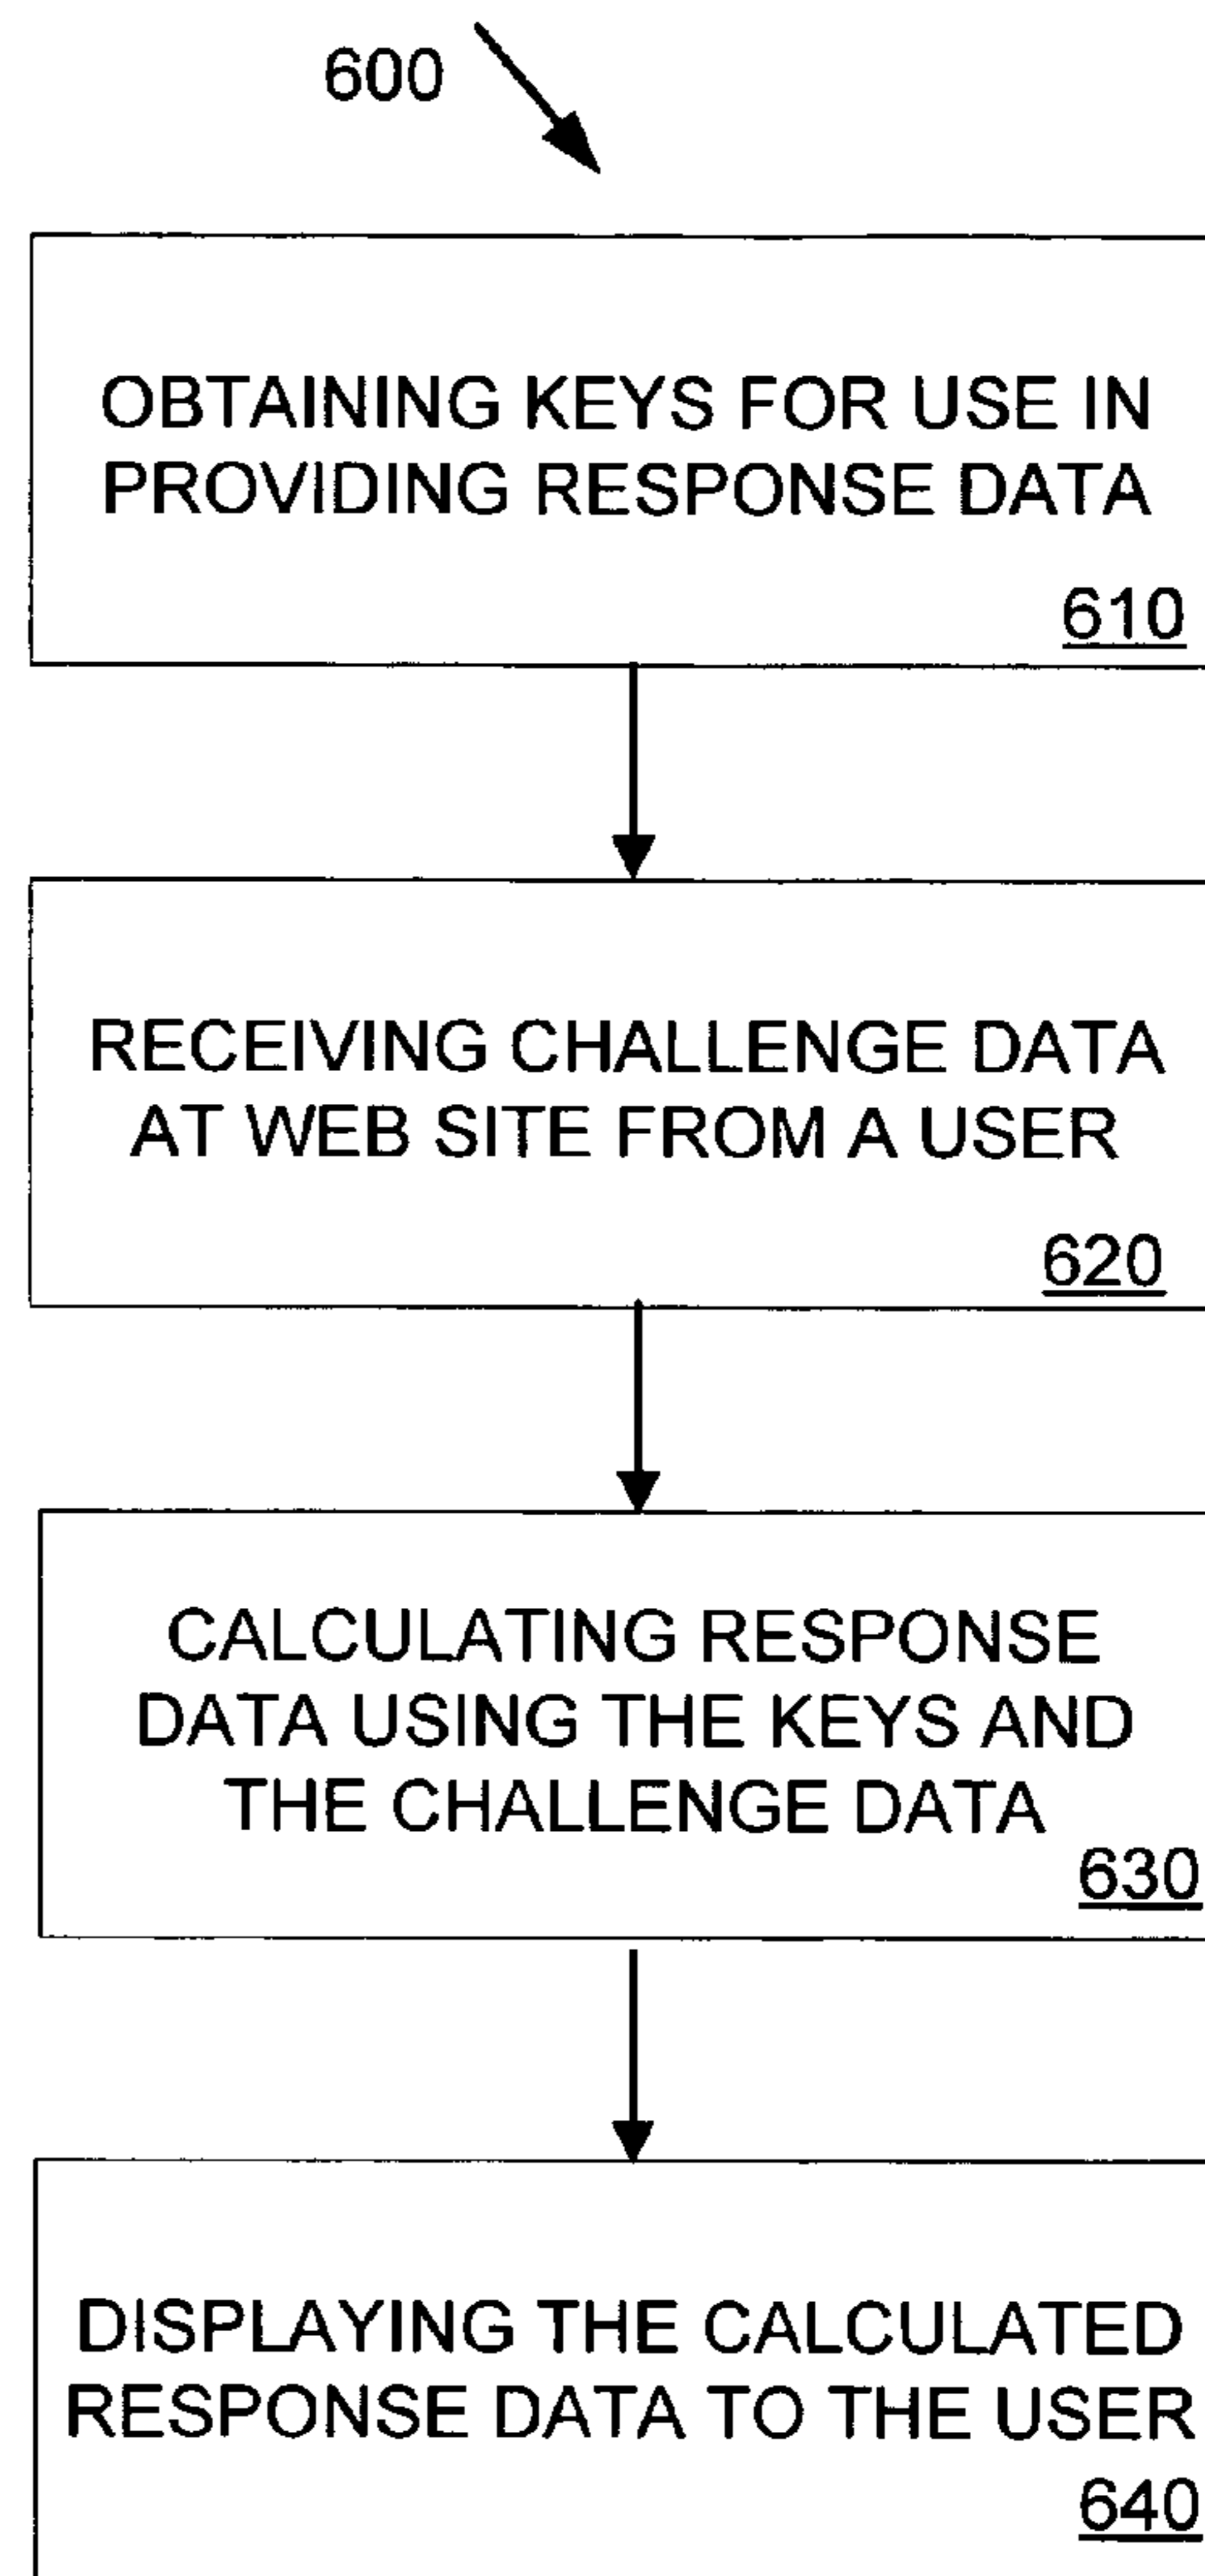 600
OBTAINING KEYS FOR USE IN
PROVIDING RESPONSE DATA
610
RECEIVING CHALLENGE DATA
AT WEB SITE FROM A USER
620
CALCULATING RESPONSE
DATA USING THE KEYS AND
THE CHALLENGE DATA
630
DISPLAYING THE CALCULATED
RESPONSE DATA TO THE USER
640